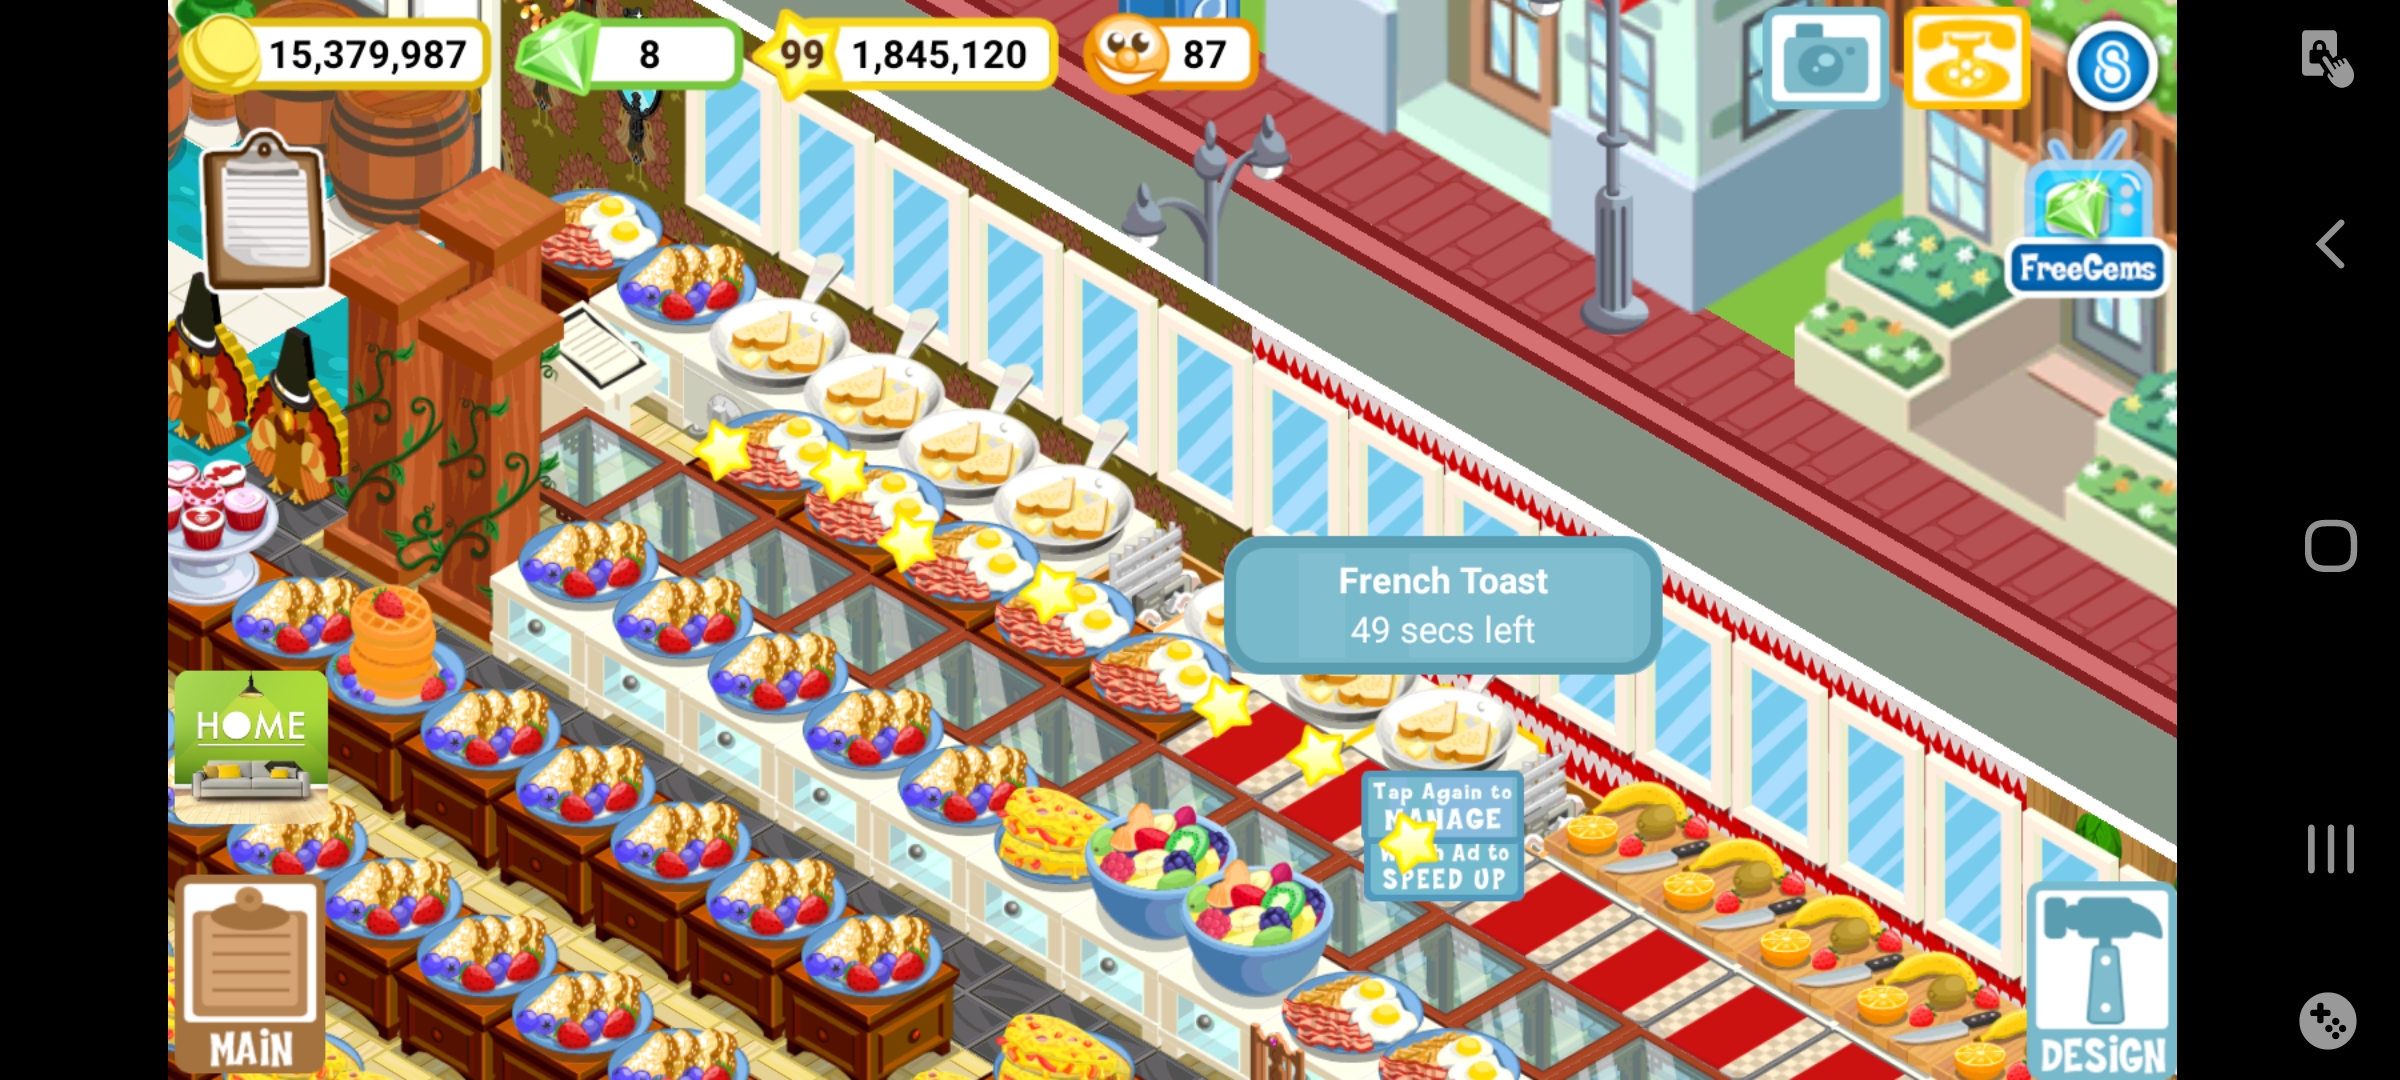 15,379,987
8
99
1,845,120
87
FreeGems
French Toast
49 secs left
HOME
Tap Again to
MANAGE
Ad to
SPEED UP
MAiN
DESiGN